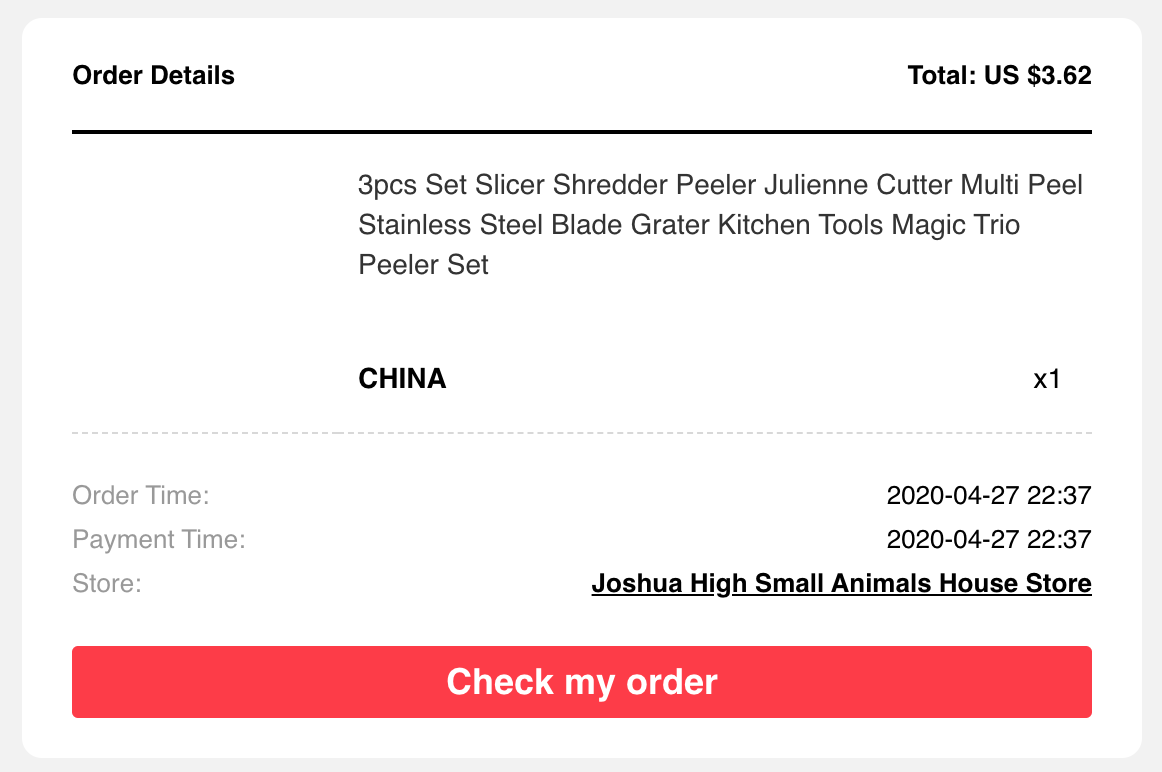 Order Details
Total: US $3.62
3pcs Set Slicer Shredder Peeler Julienne Cutter Multi Peel
Stainless Steel Blade Grater Kitchen Tools Magic Trio
Peeler Set
CHINA x1
Order Time: 2020-04-27 22:37
Payment Time: 2020-04-27 22:37
Store: Joshua High Small Animals House Store
Check my order